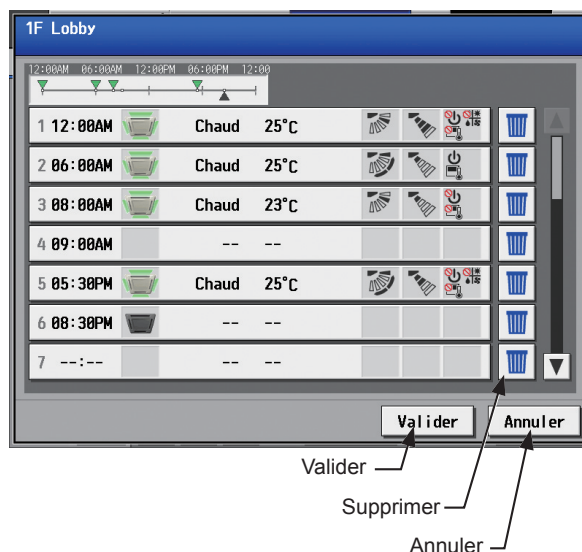 1F Lobby
12:00AM 06:00AM 12:00PM 06:00PM 12:00
1 12:00AM Chaud 25°C
2 06:00AM Chaud 25°C
3 08:00AM Chaud 23°C
4 09:00AM -- --
5 05:30PM Chaud 25°C
6 08:30PM -- --
7 --:-- -- --
Valider Annuler
Valider
Supprimer
Annuler